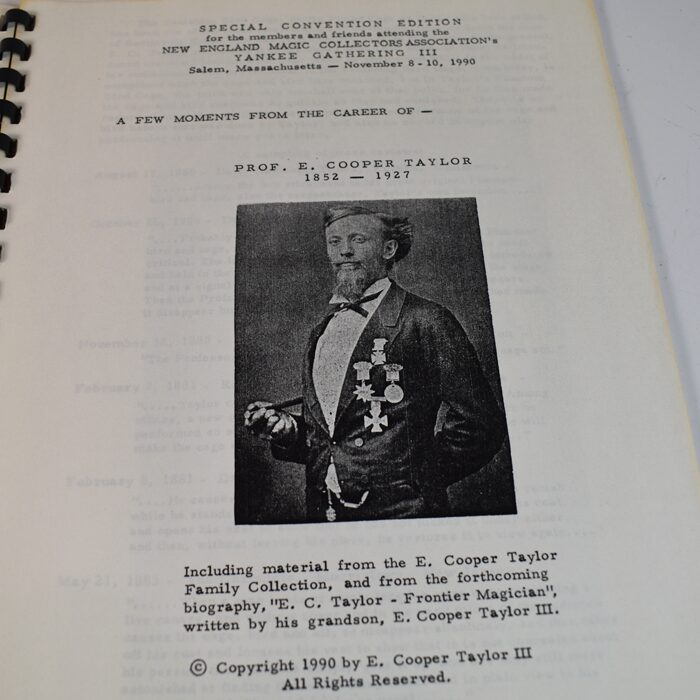 SPECIAL CONVENTION EDITION
for the members and friends attending the
NEW ENGLAND MAGIC COLLECTORS ASSOCIATION's
YANKEE GATHERING III
Salem, Massachusetts — November 8 - 10, 1990
A FEW MOMENTS FROM THE CAREER OF —
PROF. E. COOPER TAYLOR
1852 — 1927
Including material from the E. Cooper Taylor
Family Collection, and from the forthcoming
biography, "E. C. Taylor - Frontier Magician",
written by his grandson, E. Cooper Taylor III.
© Copyright 1990 by E. Cooper Taylor III
All Rights Reserved.